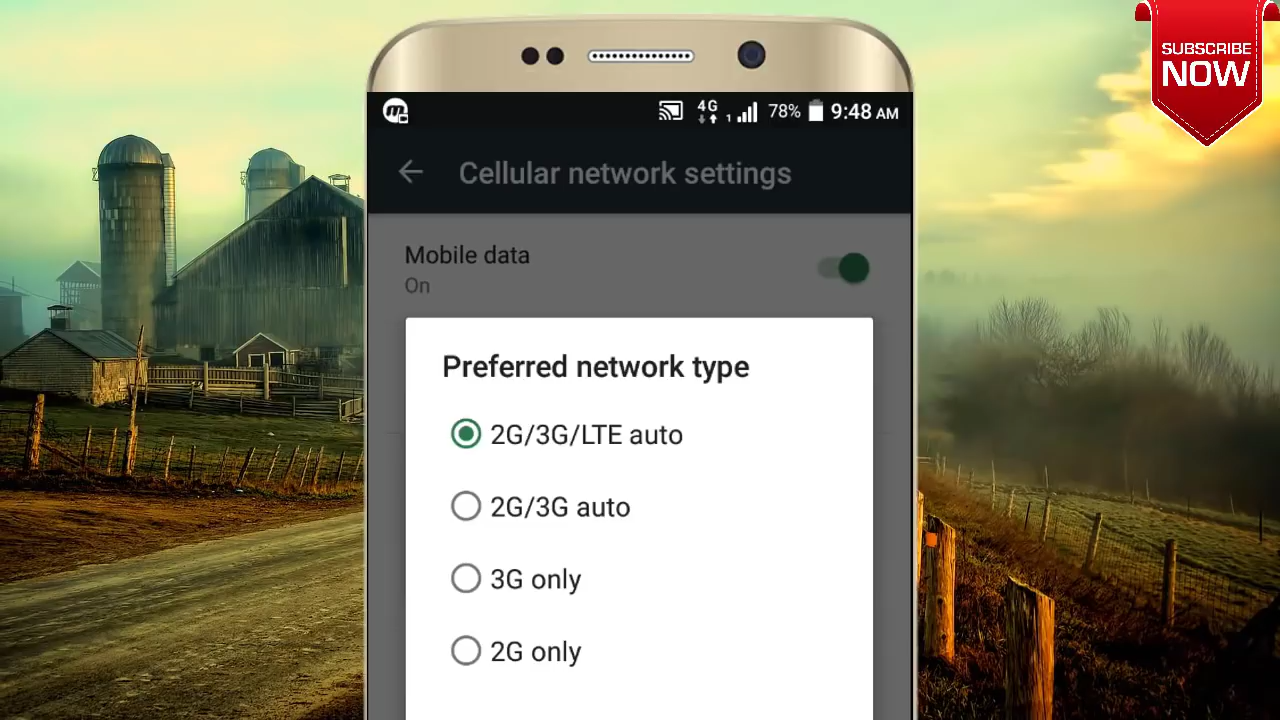 SUBSCRIBE
NOW
4G 1 78% 9:48 AM
Cellular network settings
Mobile data
On
Preferred network type
2G/3G/LTE auto
2G/3G auto
3G only
2G only